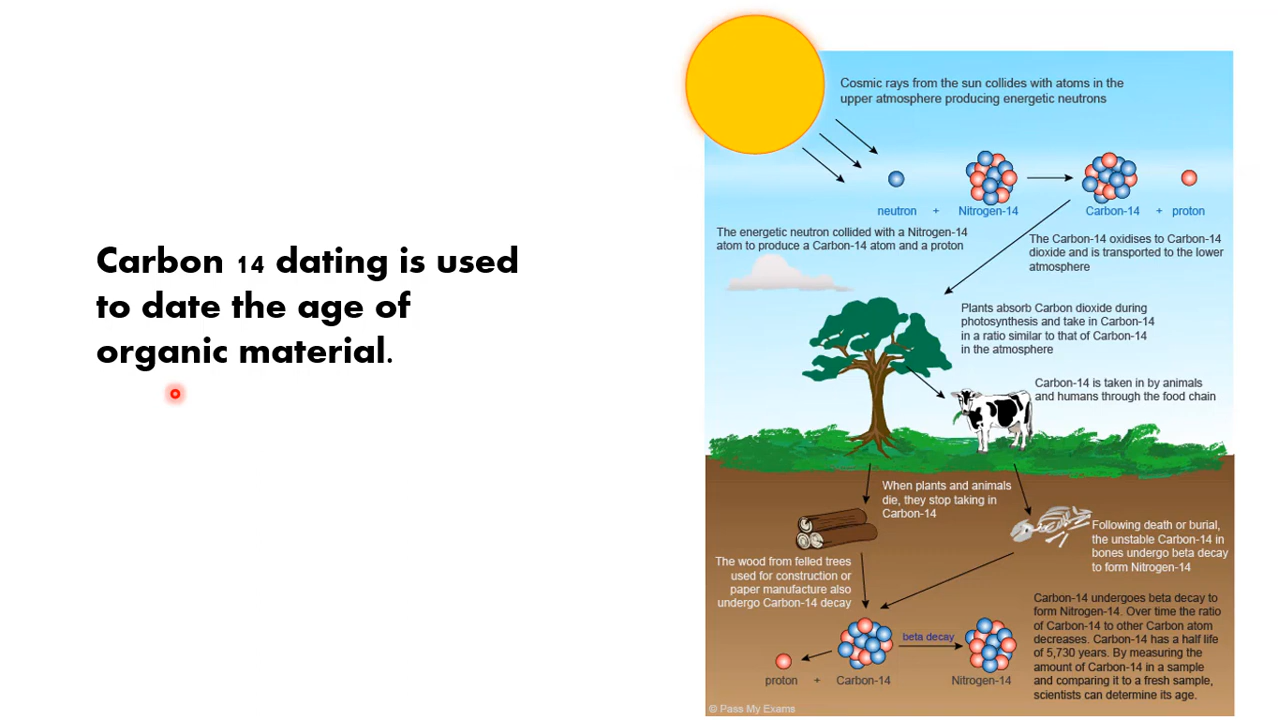 Carbon 14 dating is used
to date the age of
organic material.
Cosmic rays from the sun collides with atoms in the
upper atmosphere producing energetic neutrons
neutron + Nitrogen-14
Carbon-14 + proton
The energetic neutron collided with a Nitrogen-14
atom to produce a Carbon-14 atom and a proton
The Carbon-14 oxidises to Carbon-14
dioxide and is transported to the lower
atmosphere
Plants absorb Carbon dioxide during
photosynthesis and take in Carbon-14
in a ratio similar to that of Carbon-14
in the atmosphere
Carbon-14 is taken in by animals
and humans through the food chain
When plants and animals
die, they stop taking in
Carbon-14
Following death or burial,
the unstable Carbon-14 in
bones undergo beta decay
to form Nitrogen-14
The wood from felled trees
used for construction or
paper manufacture also
undergo Carbon-14 decay
Carbon-14 undergoes beta decay to
form Nitrogen-14. Over time the ratio
of Carbon-14 to other Carbon atom
decreases. Carbon-14 has a half life
of 5,730 years. By measuring the
amount of Carbon-14 in a sample
and comparing it to a fresh sample,
scientists can determine its age.
beta decay
proton + Carbon-14
Nitrogen-14
© Pass My Exams